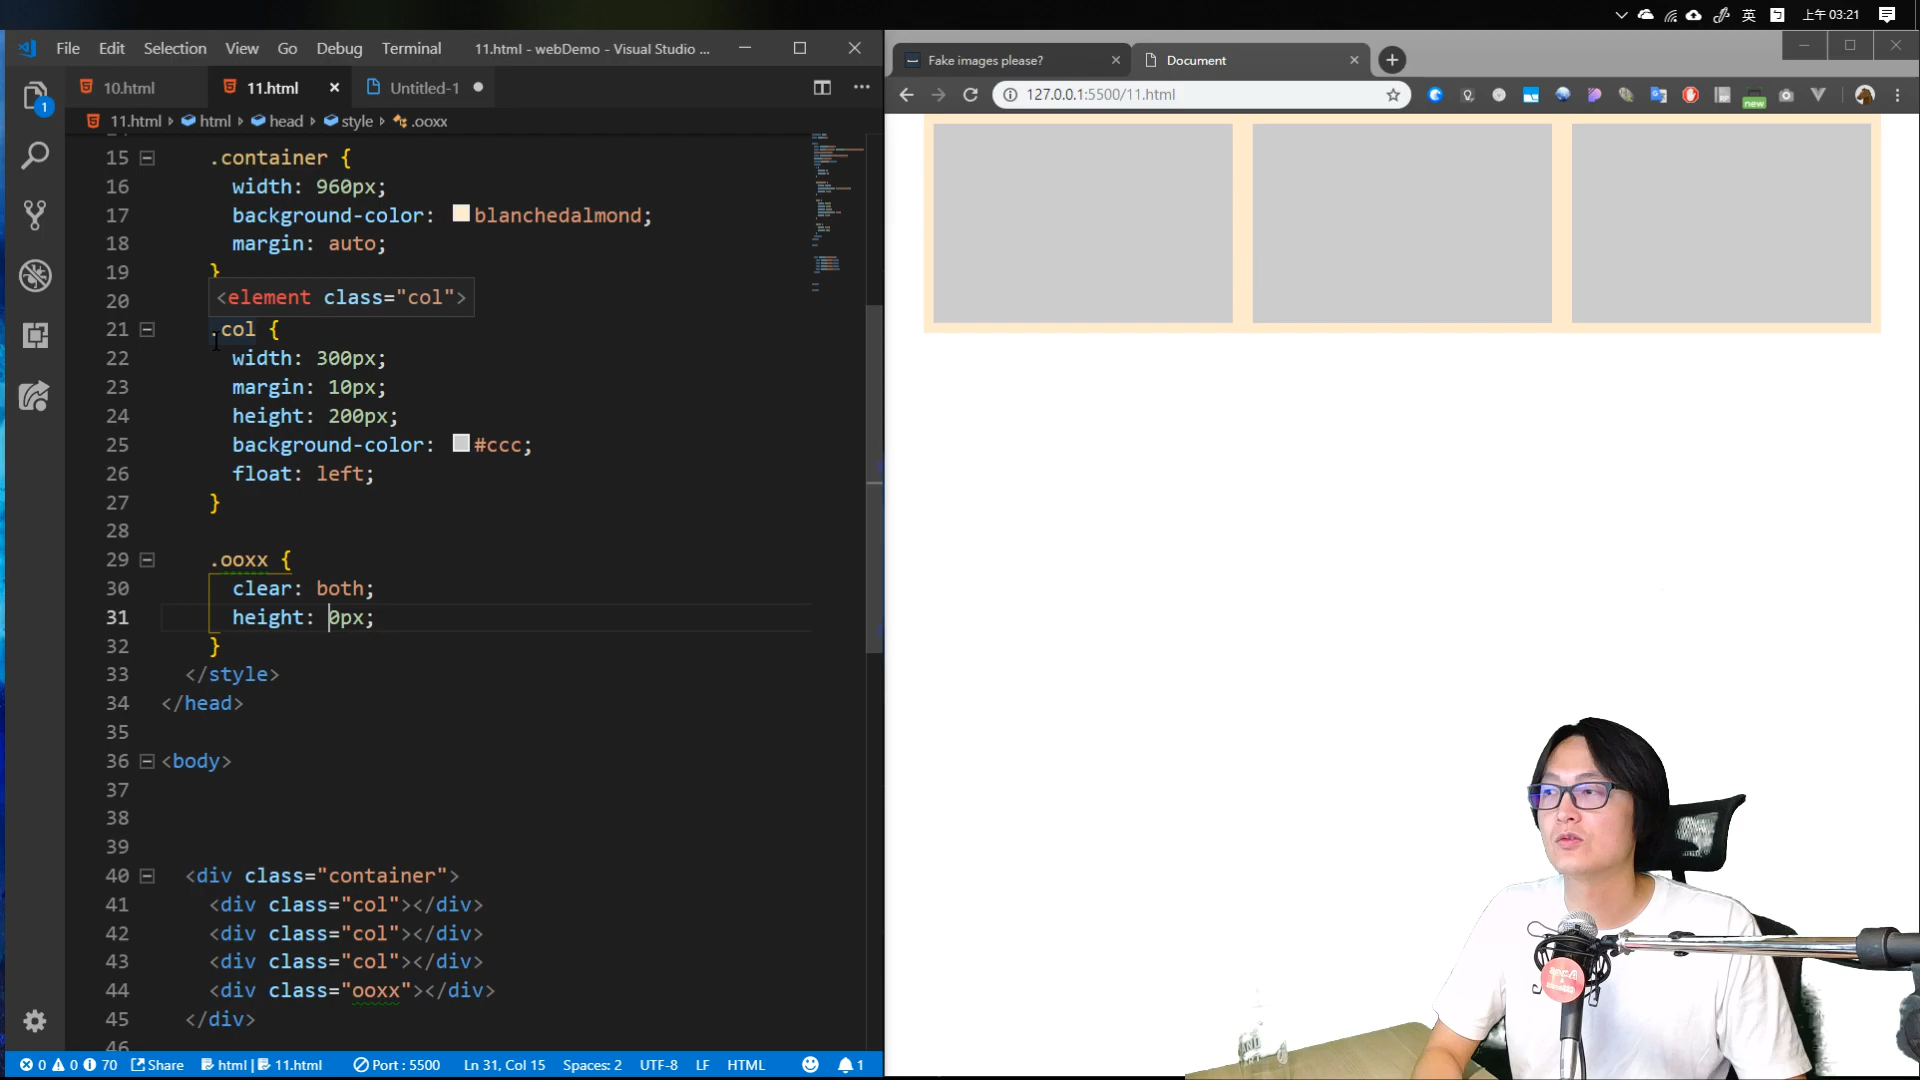 英 上午 03:21
File Edit Selection View Go Debug Terminal 11.html - webDemo - Visual Studio ...
10.html 11.html Untitled-1
11.html html head style .ooxx
15 .container {
16 width: 960px;
17 background-color: blanchedalmond;
18 margin: auto;
19 }
<element class="col">
20
21 .col {
22 width: 300px;
23 margin: 10px;
24 height: 200px;
25 background-color: #ccc;
26 float: left;
27 }
28
29 .ooxx {
30 clear: both;
31 height: 0px;
32 }
33 </style>
34 </head>
35
36 <body>
37
38
39
40 <div class="container">
41 <div class="col"></div>
42 <div class="col"></div>
43 <div class="col"></div>
44 <div class="ooxx"></div>
45 </div>
46
1
0 0 70 Share html | 11.html Port : 5500 Ln 31, Col 15 Spaces: 2 UTF-8 LF HTML 1
Fake images please? Document
127.0.0.1:5500/11.html
new